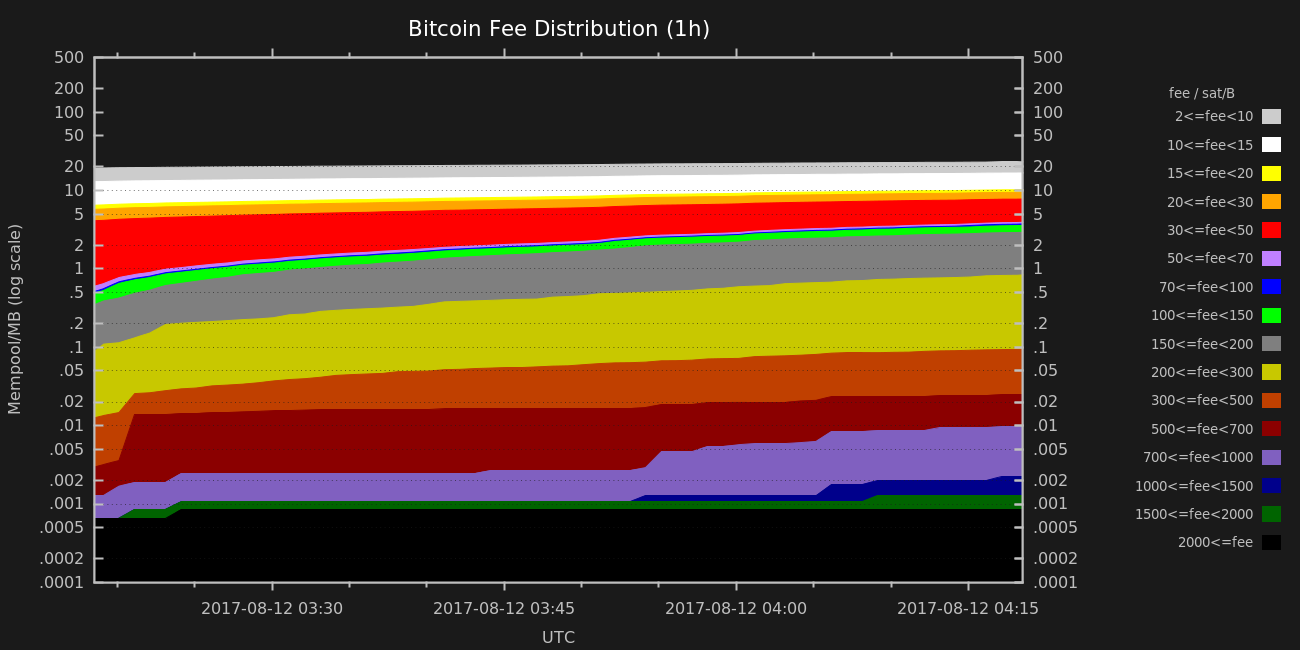 Bitcoin Fee Distribution (1h)
500
200
100
50
20
10
5
2
1
.5
.2
.1
.05
.02
.01
.005
.002
.001
.0005
.0002
.0001
Mempool/MB (log scale)
500
200
100
50
20
10
5
2
1
.5
.2
.1
.05
.02
.01
.005
.002
.001
.0005
.0002
.0001
2017-08-12 03:30
2017-08-12 03:45
2017-08-12 04:00
2017-08-12 04:15
UTC
fee / sat/B
2<=fee<10
10<=fee<15
15<=fee<20
20<=fee<30
30<=fee<50
50<=fee<70
70<=fee<100
100<=fee<150
150<=fee<200
200<=fee<300
300<=fee<500
500<=fee<700
700<=fee<1000
1000<=fee<1500
1500<=fee<2000
2000<=fee